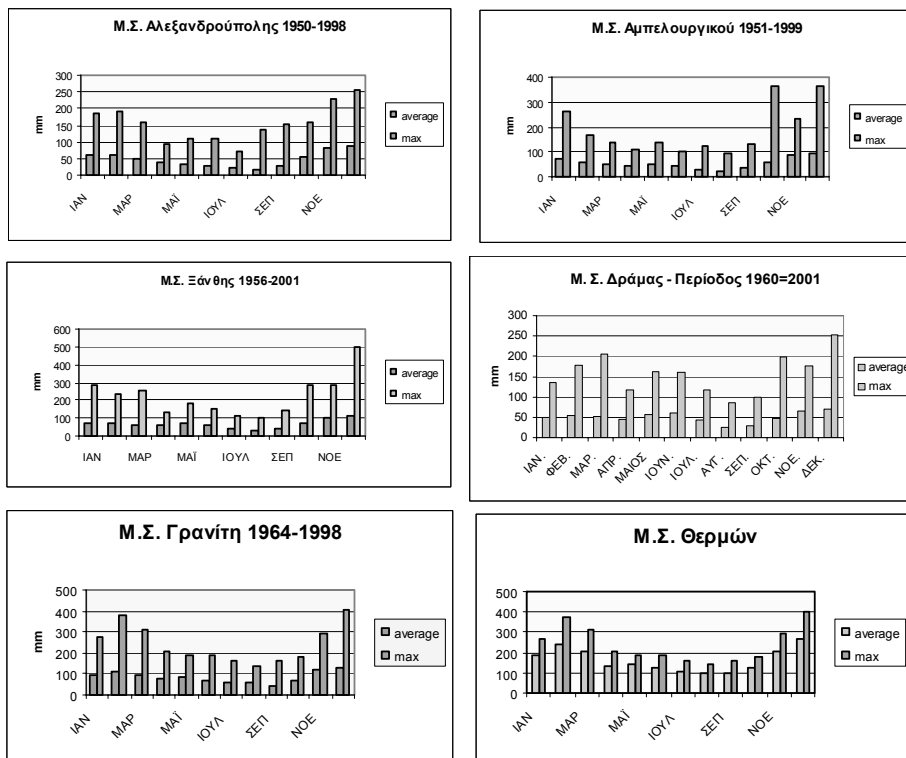 Μ.Σ. Αλεξανδρούπολης 1950-1998
mm
300
250
200
150
100
50
0
ΙΑΝ
ΜΑΡ
ΜΑΪ
ΙΟΥΛ
ΣΕΠ
ΝΟΕ
average
max
Μ.Σ. Αμπελουργικού 1951-1999
mm
400
300
200
100
0
ΙΑΝ
ΜΑΡ
ΜΑΪ
ΙΟΥΛ
ΣΕΠ
ΝΟΕ
average
max
Μ.Σ. Ξάνθης 1956-2001
mm
600
500
400
300
200
100
0
ΙΑΝ
ΜΑΡ
ΜΑΪ
ΙΟΥΛ
ΣΕΠ
ΝΟΕ
average
max
Μ. Σ. Δράμας - Περίοδος 1960=2001
mm
300
250
200
150
100
50
0
ΙΑΝ.
ΦΕΒ.
ΜΑΡ.
ΑΠΡ.
ΜΑΙΟΣ
ΙΟΥΝ.
ΙΟΥΛ.
ΑΥΓ.
ΣΕΠ.
ΟΚΤ.
ΝΟΕ.
ΔΕΚ.
average
max
Μ.Σ. Γρανίτη 1964-1998
mm
500
400
300
200
100
0
ΙΑΝ
ΜΑΡ
ΜΑΪ
ΙΟΥΛ
ΣΕΠ
ΝΟΕ
average
max
Μ.Σ. Θερμών
500
400
300
200
100
0
ΙΑΝ
ΜΑΡ
ΜΑΪ
ΙΟΥΛ
ΣΕΠ
ΝΟΕ
average
max